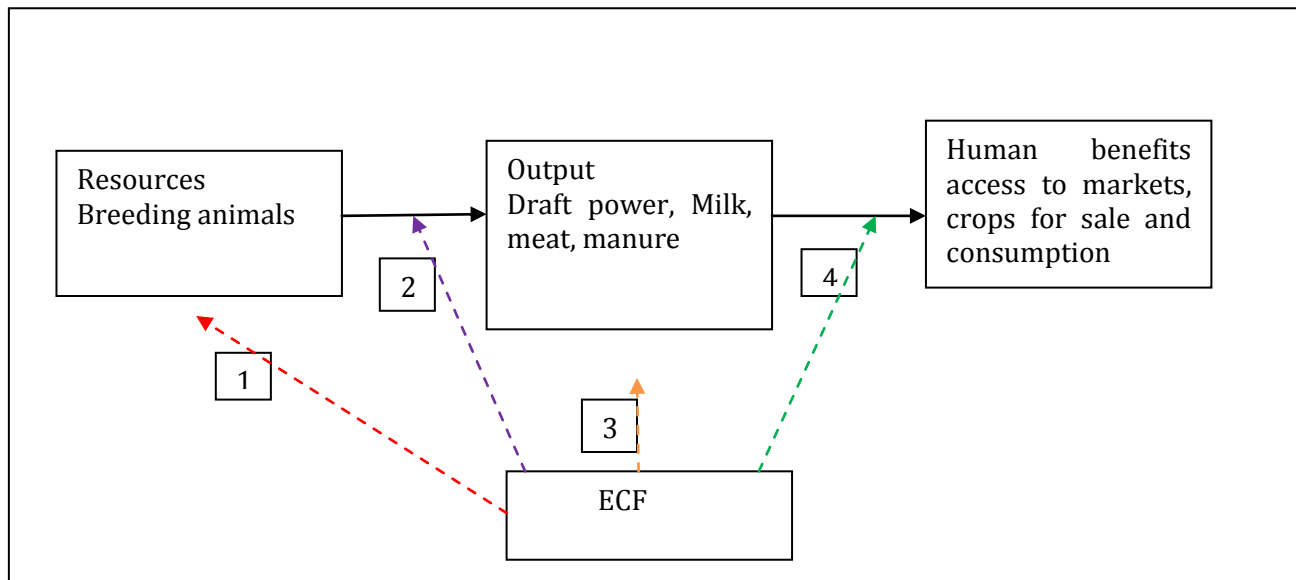 Resources
Breeding animals
Output
Draft power, Milk,
meat, manure
Human benefits
access to markets,
crops for sale and
consumption
2
4
1
3
ECF